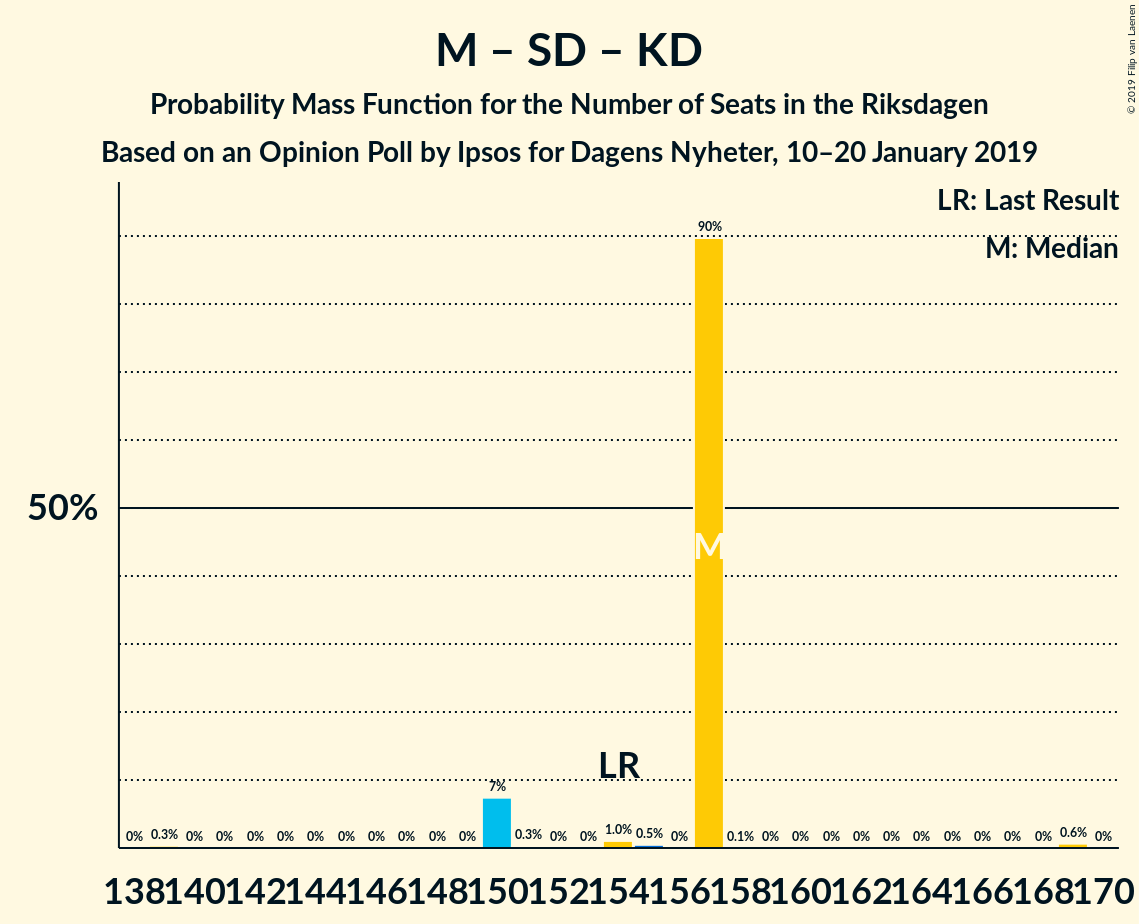 M – SD – KD
Probability Mass Function for the Number of Seats in the Riksdagen
Based on an Opinion Poll by Ipsos for Dagens Nyheter, 10–20 January 2019
© 2019 Filip van Laenen
LR: Last Result
M: Median
90%
50%
M
LR
7%
0% 0.3% 0% 0% 0% 0% 0% 0% 0% 0% 0% 0% 0.3% 0% 0% 1.0% 0.5% 0% 0.1% 0% 0% 0% 0% 0% 0% 0% 0% 0% 0% 0.6% 0%
138 140 142 144 146 148 150 152 154 156 158 160 162 164 166 168 170